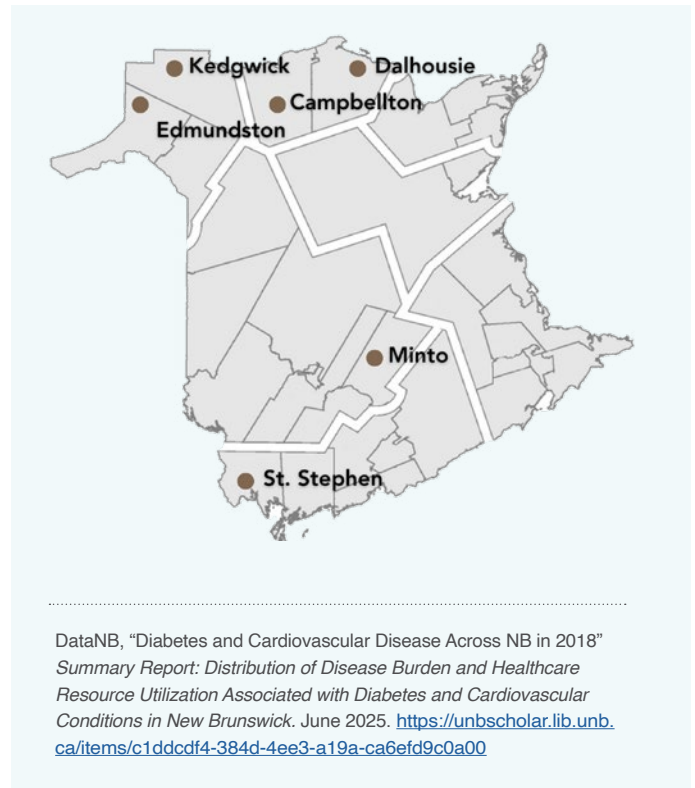 Kedgwick
Dalhousie
Campbellton
Edmundston
Minto
St. Stephen
DataNB, “Diabetes and Cardiovascular Disease Across NB in 2018”
Summary Report: Distribution of Disease Burden and Healthcare
Resource Utilization Associated with Diabetes and Cardiovascular
Conditions in New Brunswick. June 2025. https://unbscholar.lib.unb.
ca/items/c1ddcdf4-384d-4ee3-a19a-ca6efd9c0a00